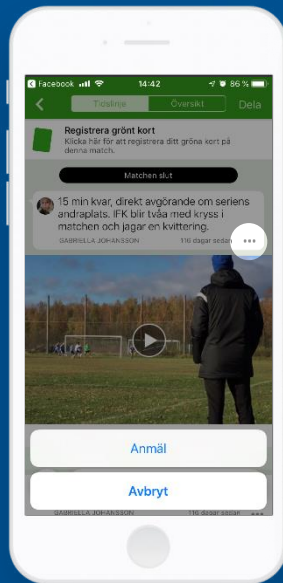 Facebook 14:42 86 %
Tidslinje Översikt Dela
Registrera grönt kort
Klicka här för att registrera ditt gröna kort på
denna match.
Matchen slut
15 min kvar, direkt avgörande om seriens
andraplats. IFK blir tvåa med kryss i
matchen och jagar en kvittering.
GABRIELLA JOHANSSON 116 dagar sedan
Anmäl
Avbryt
GABRIELLA JOHANSSON 116 dagar sedan